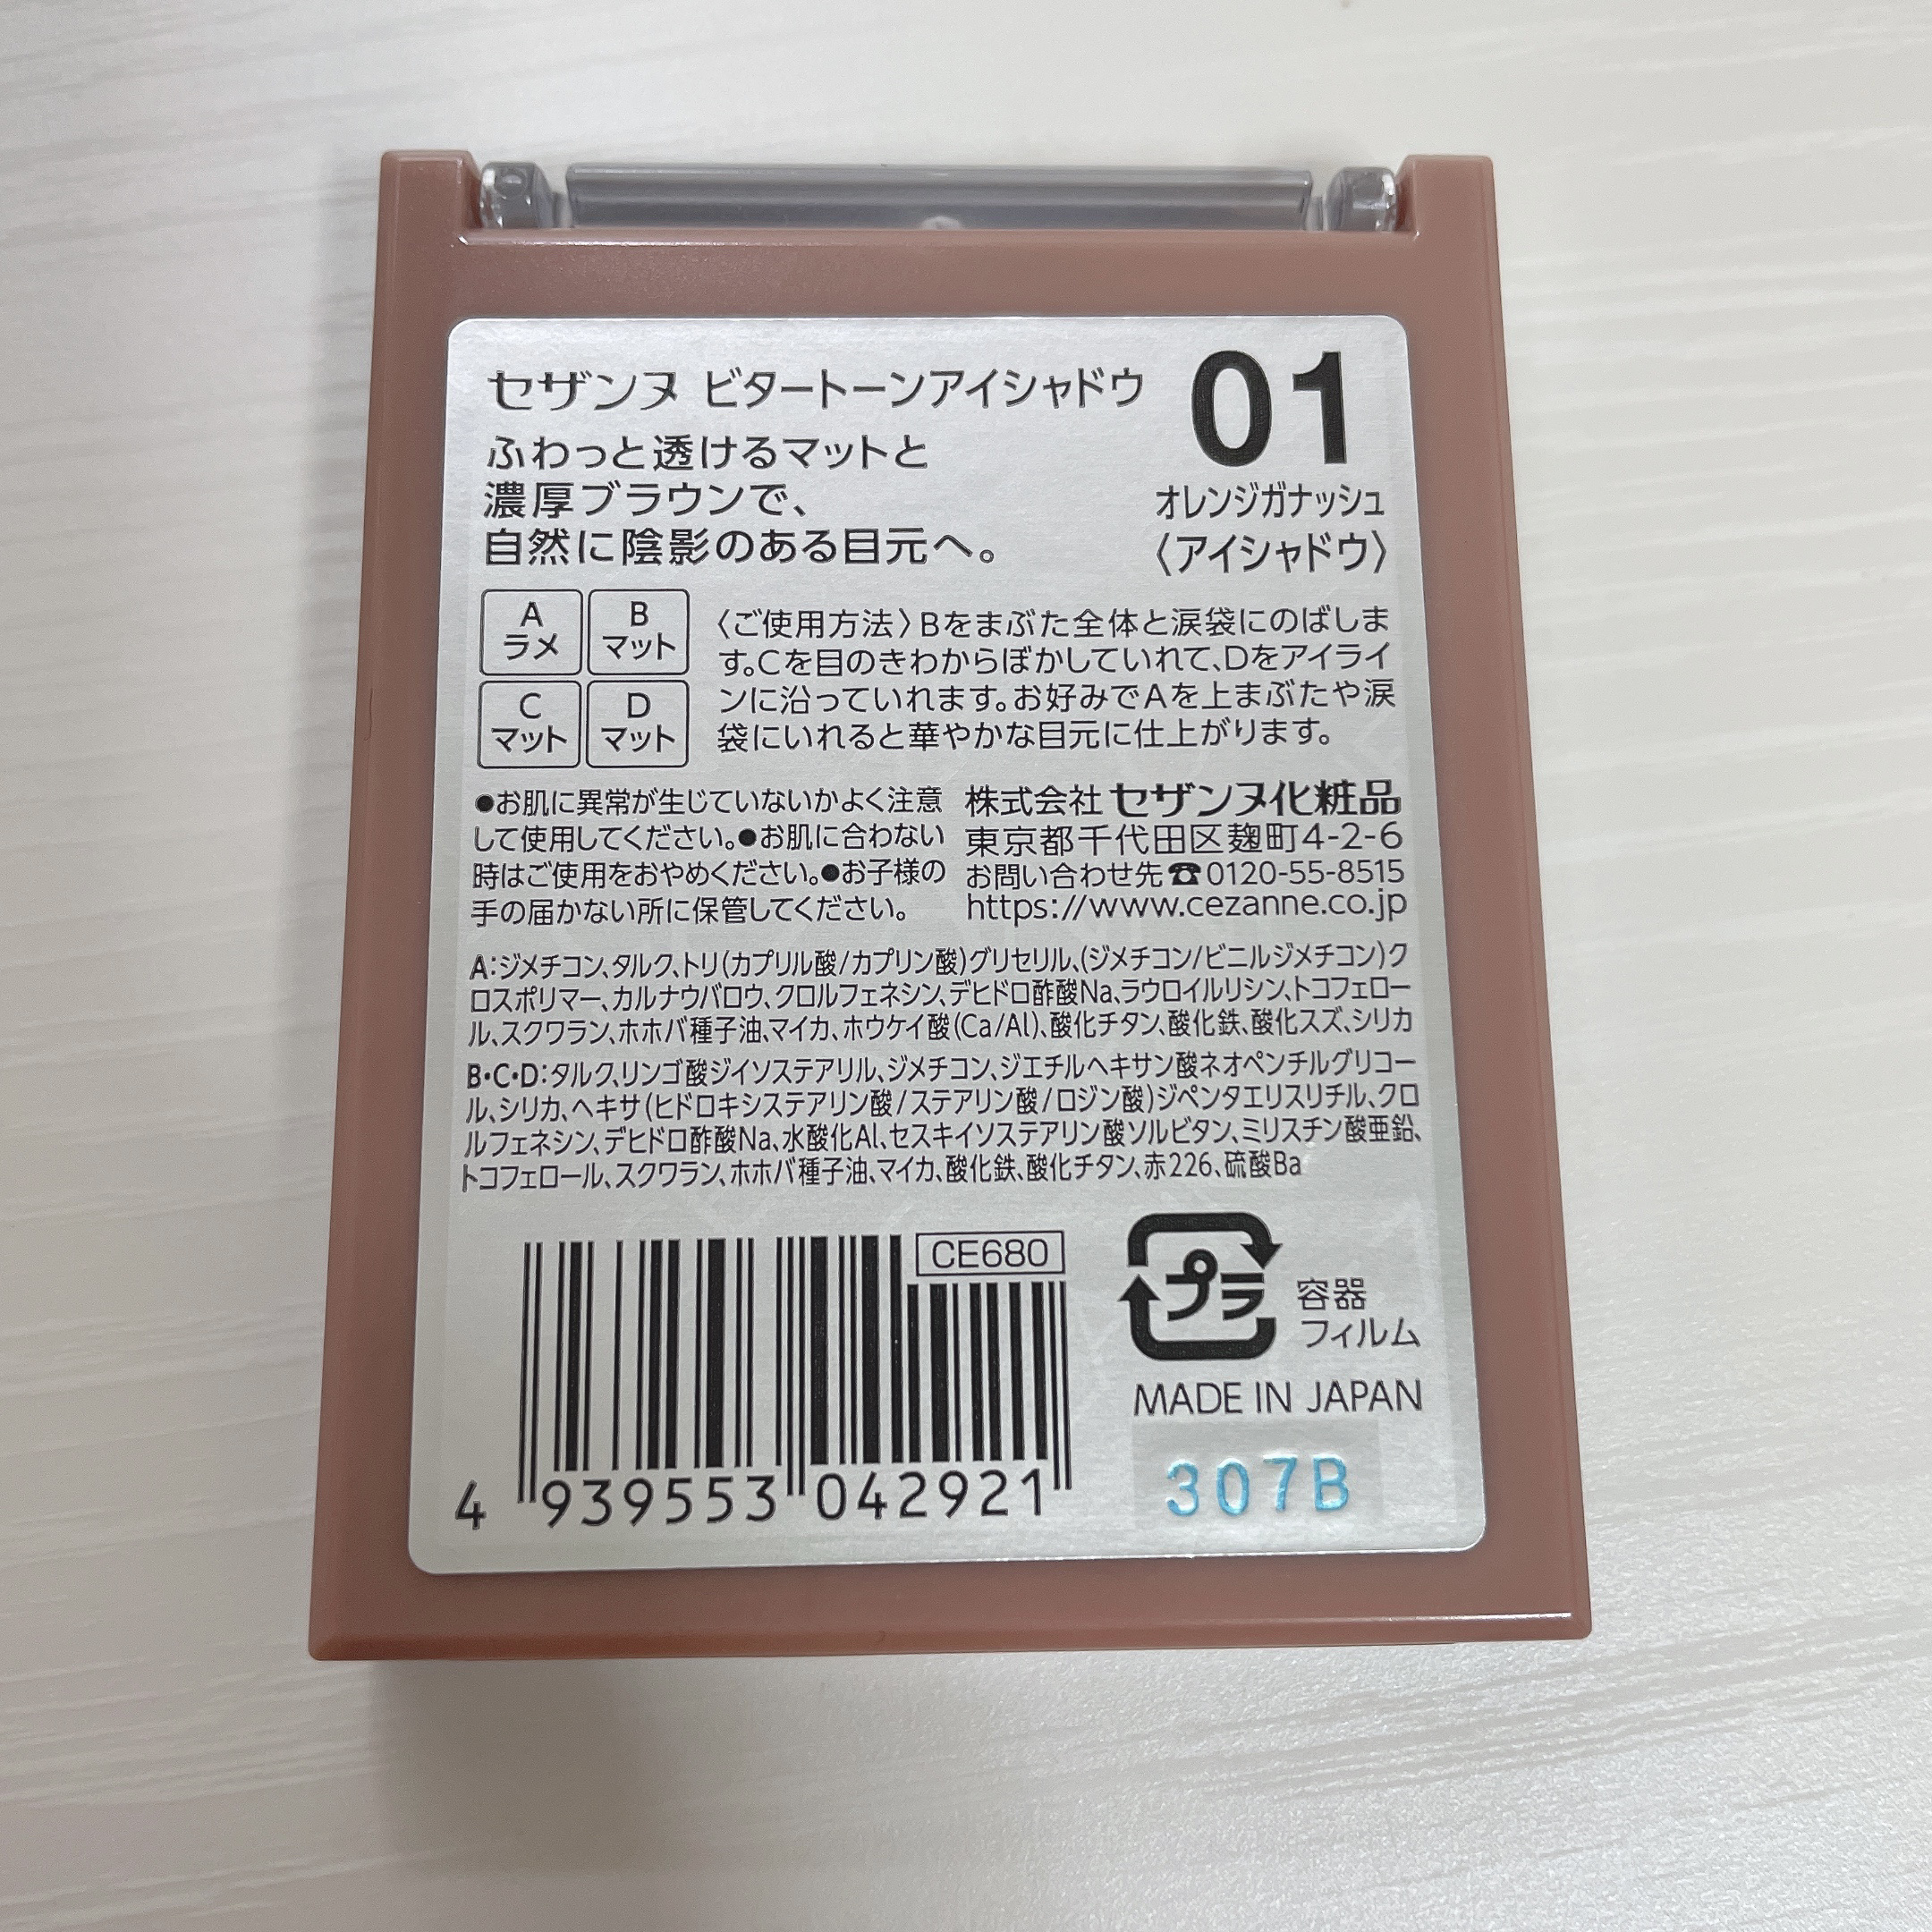 セザンヌ ビタートーンアイシャドウ
01
ふわっと透けるマットと
濃厚ブラウンで、
自然に陰影のある目元へ。
オレンジガナッシュ
〈アイシャドウ〉
A
ラメ
B
マット
C
マット
D
マット
〈ご使用方法〉Bをまぶた全体と涙袋にのばしま
す。Cを目のきわからぼかしていれて、Dをアイライ
ンに沿っていれます。お好みでAを上まぶたや涙
袋にいれると華やかな目元に仕上がります。
●お肌に異常が生じていないかよく注意
して使用してください。●お肌に合わない
時はご使用をおやめください。●お子様の
手の届かない所に保管してください。
株式会社 セザンヌ化粧品
東京都千代田区麹町4-2-6
お問い合わせ先☎0120-55-8515
https://www.cezanne.co.jp
A:ジメチコン、タルク、トリ(カプリル酸/カプリン酸)グリセリル、(ジメチコン/ビニルジメチコン)ク
ロスポリマー、カルナウバロウ、クロルフェネシン、デヒドロ酢酸Na、ラウロイルリシン、トコフェロー
ル、スクワラン、ホホバ種子油、マイカ、ホウケイ酸(Ca/Al)、酸化チタン、酸化鉄、酸化スズ、シリカ
B・C・D:タルク、リンゴ酸ジイソステアリル、ジメチコン、ジエチルヘキサン酸ネオペンチルグリコー
ル、シリカ、ヘキサ(ヒドロキシステアリン酸/ステアリン酸/ロジン酸)ジペンタエリスリチル、クロ
ルフェネシン、デヒドロ酢酸Na、水酸化Al、セスキイソステアリン酸ソルビタン、ミリスチン酸亜鉛、
トコフェロール、スクワラン、ホホバ種子油、マイカ、酸化鉄、酸化チタン、赤226、硫酸Ba
CE680
4 939553 042921
プラ
容器
フィルム
MADE IN JAPAN
307B